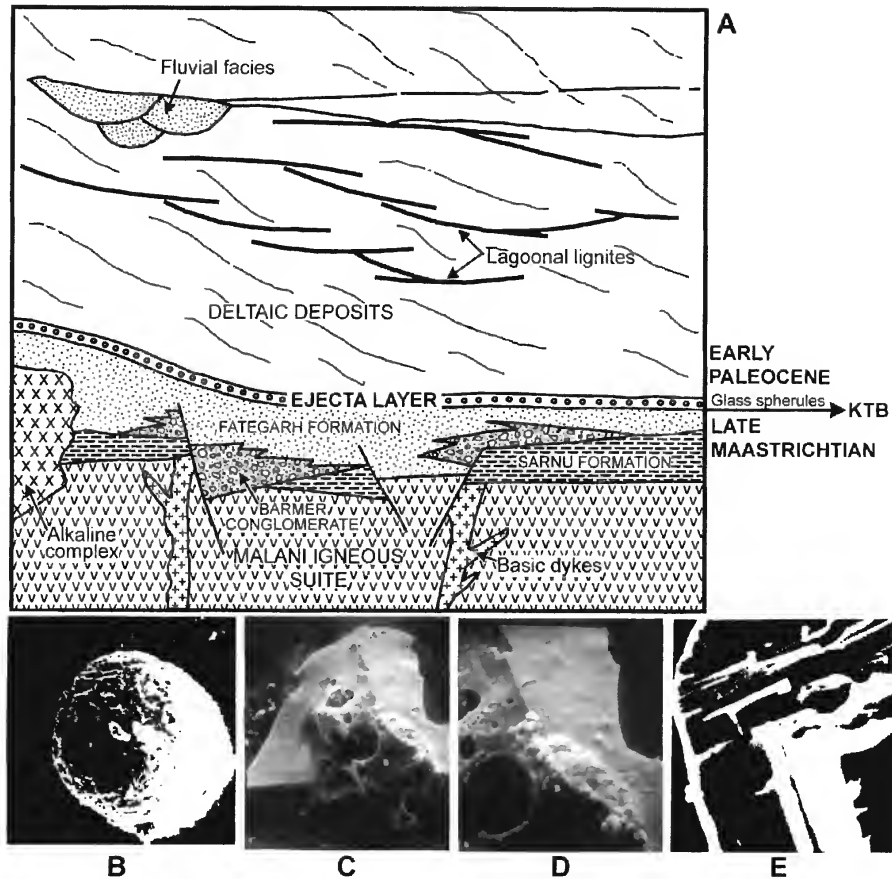 A
Fluvial facies
Lagoonal lignites
DELTAIC DEPOSITS
EARLY
PALEOCENE
EJECTA LAYER
Glass spherules
KTB
FATEGARH FORMATION
LATE
MAASTRICHTIAN
SARNU FORMATION
BARMER
CONGLOMERATE
Alkaline
complex
MALANI IGNEOUS
SUITE
Basic dykes
B
C
D
E